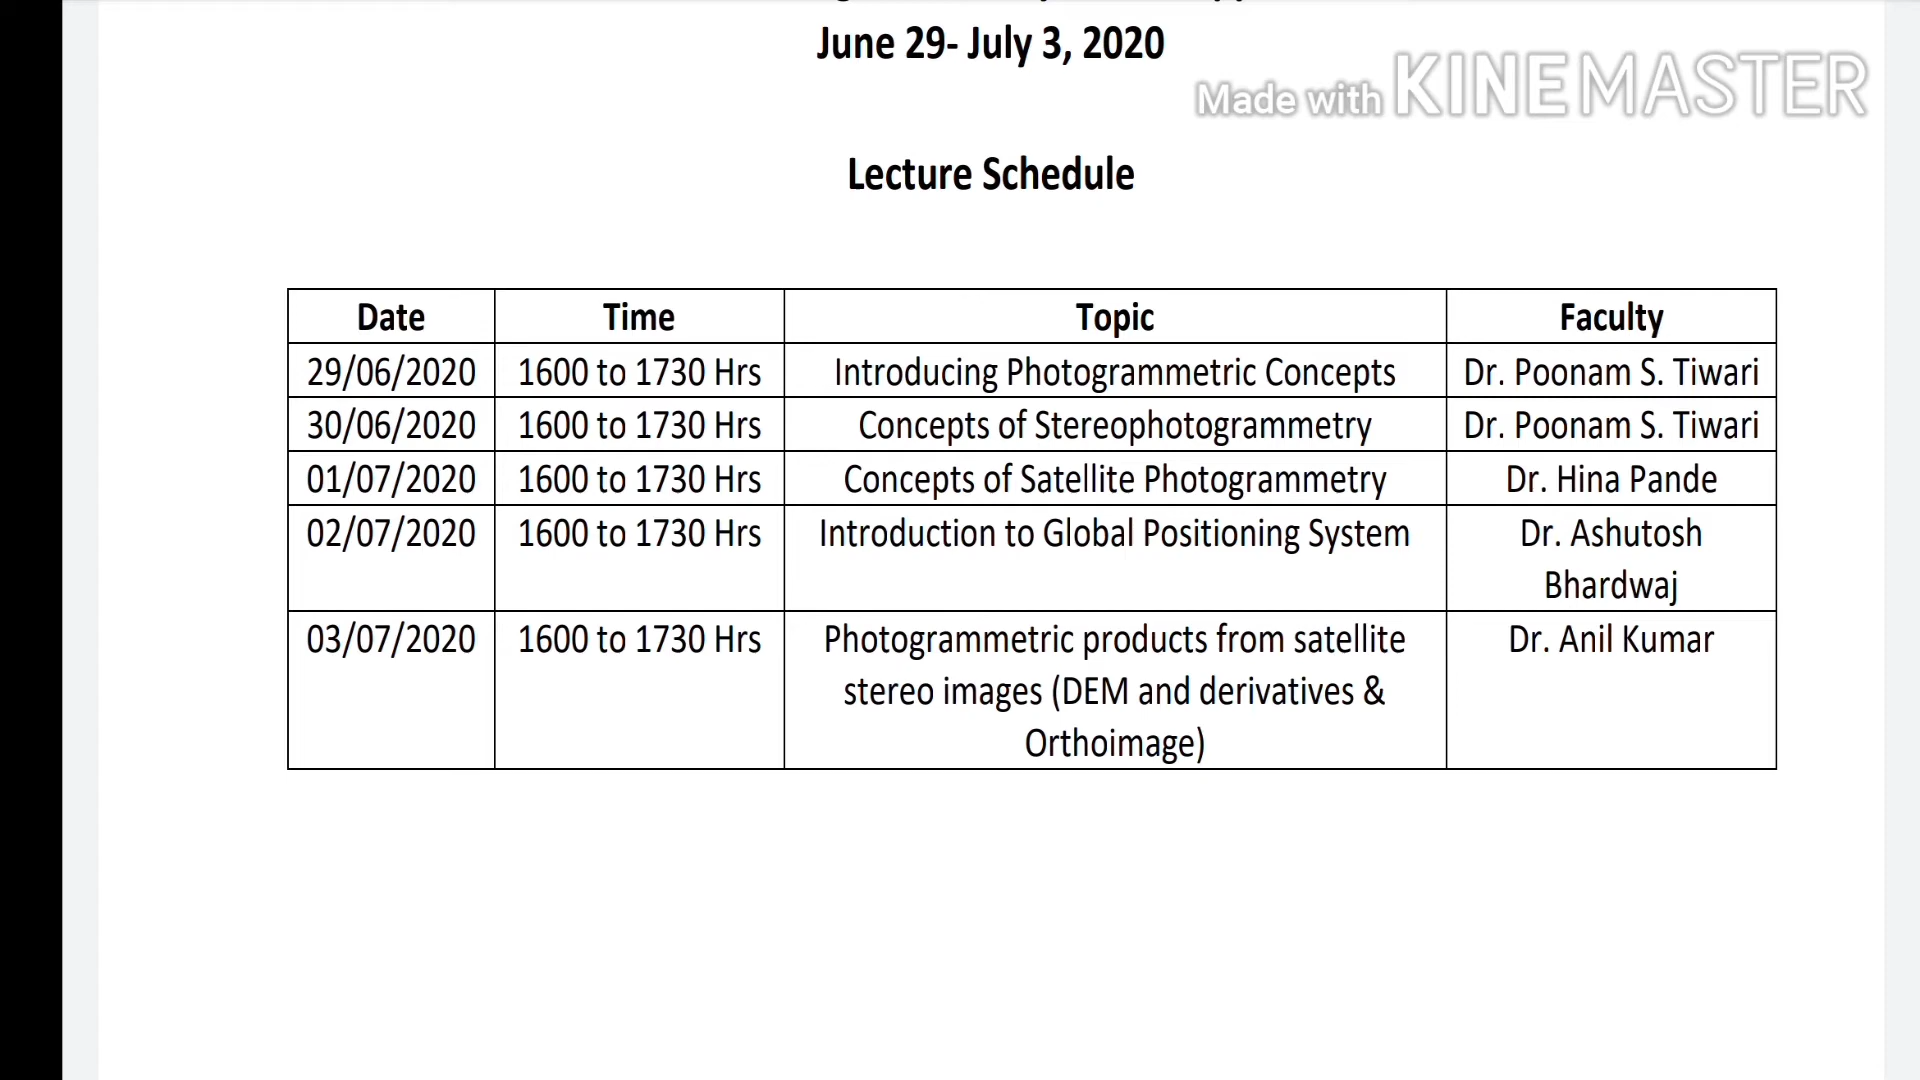 June 29- July 3, 2020
Made with KINEMASTER
Lecture Schedule
Date Time Topic Faculty
29/06/2020 1600 to 1730 Hrs Introducing Photogrammetric Concepts Dr. Poonam S. Tiwari
30/06/2020 1600 to 1730 Hrs Concepts of Stereophotogrammetry Dr. Poonam S. Tiwari
01/07/2020 1600 to 1730 Hrs Concepts of Satellite Photogrammetry Dr. Hina Pande
02/07/2020 1600 to 1730 Hrs Introduction to Global Positioning System Dr. Ashutosh
Bhardwaj
03/07/2020 1600 to 1730 Hrs Photogrammetric products from satellite Dr. Anil Kumar
stereo images (DEM and derivatives &
Orthoimage)